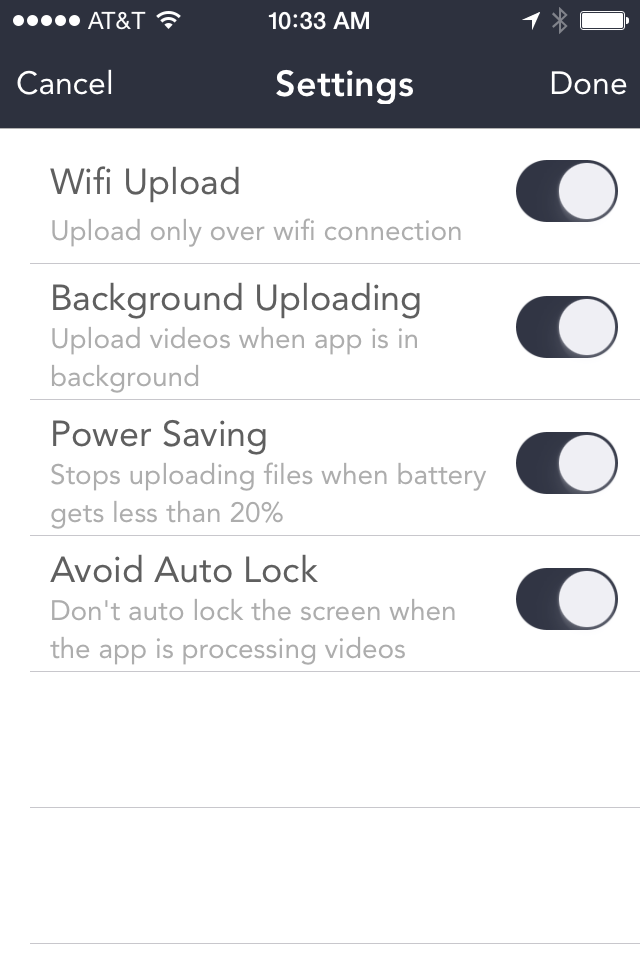 AT&T 10:33 AM
Cancel Settings Done
Wifi Upload
Upload only over wifi connection
Background Uploading
Upload videos when app is in
background
Power Saving
Stops uploading files when battery
gets less than 20%
Avoid Auto Lock
Don't auto lock the screen when
the app is processing videos